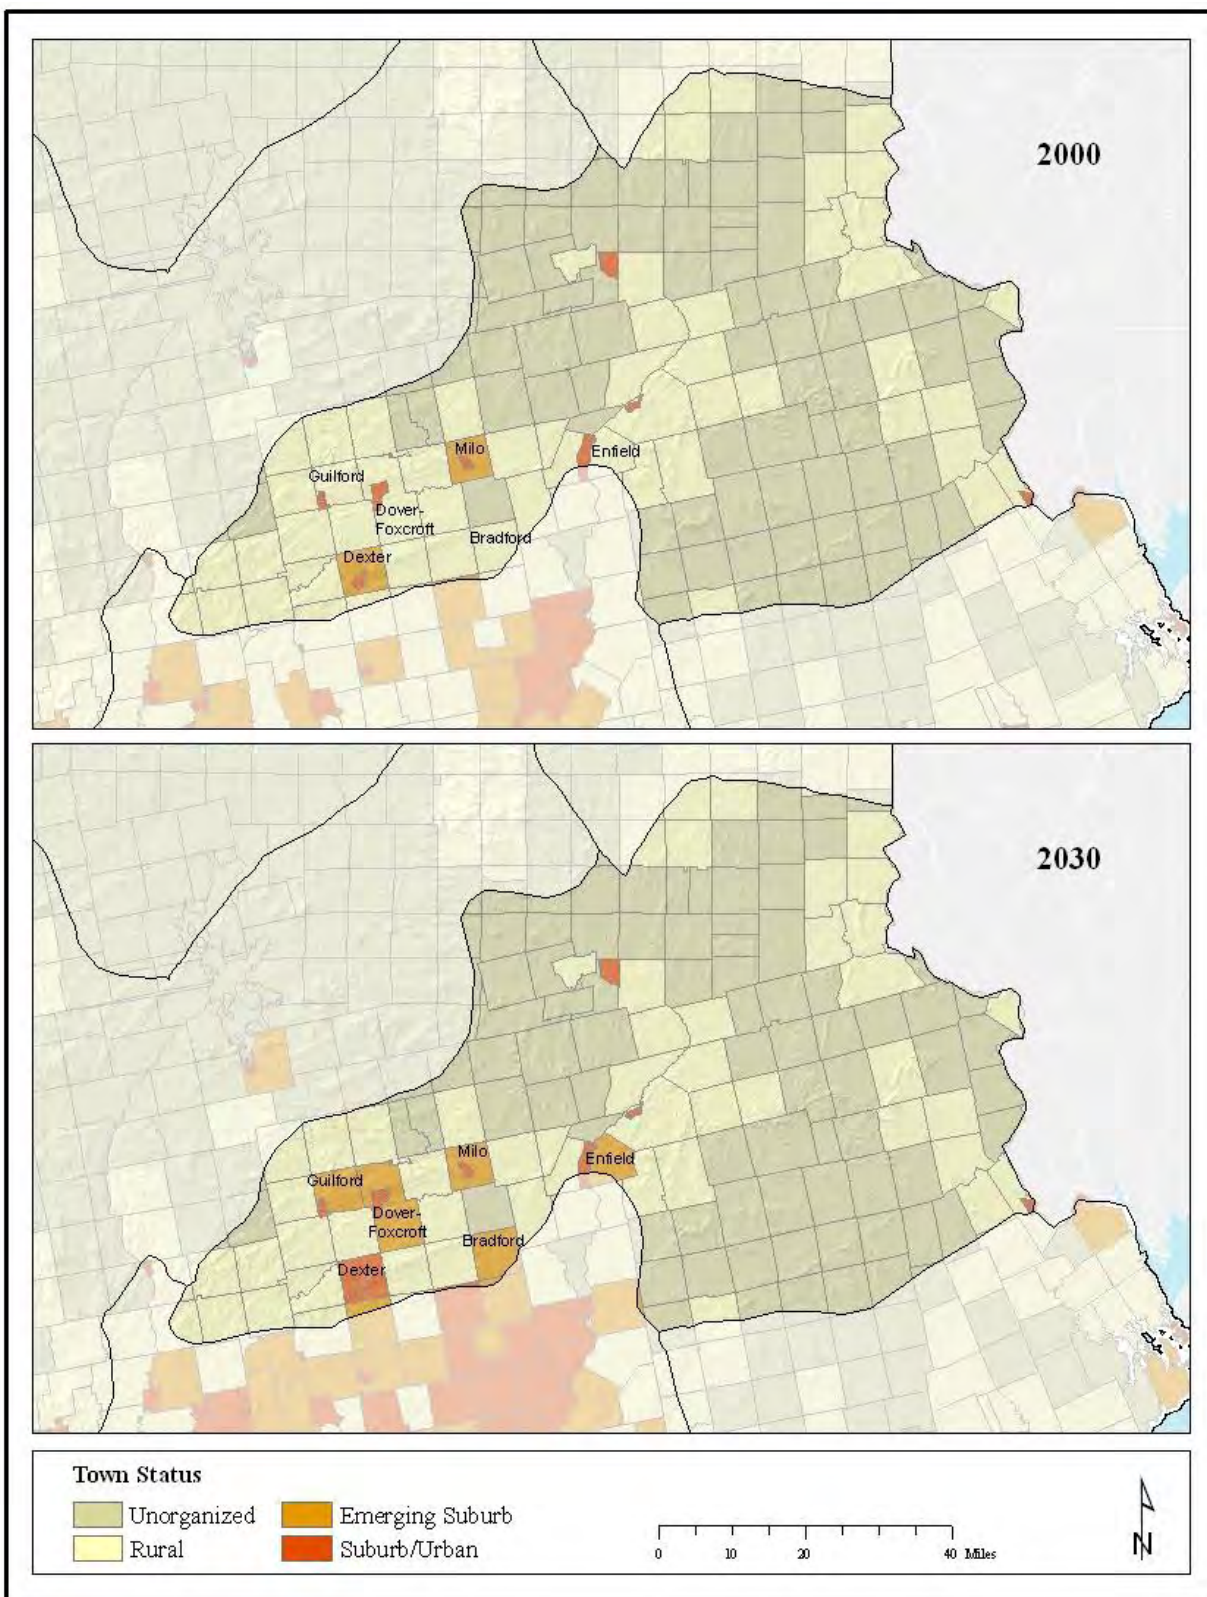 2000
Milo
Enfield
Guilford
Dover-
Foxcroft
Bradford
Dexter
2030
Milo
Enfield
Guilford
Dover-
Foxcroft
Bradford
Dexter
Town Status
Unorganized
Emerging Suburb
Rural
Suburb/Urban
0 10 20 40 Miles
N